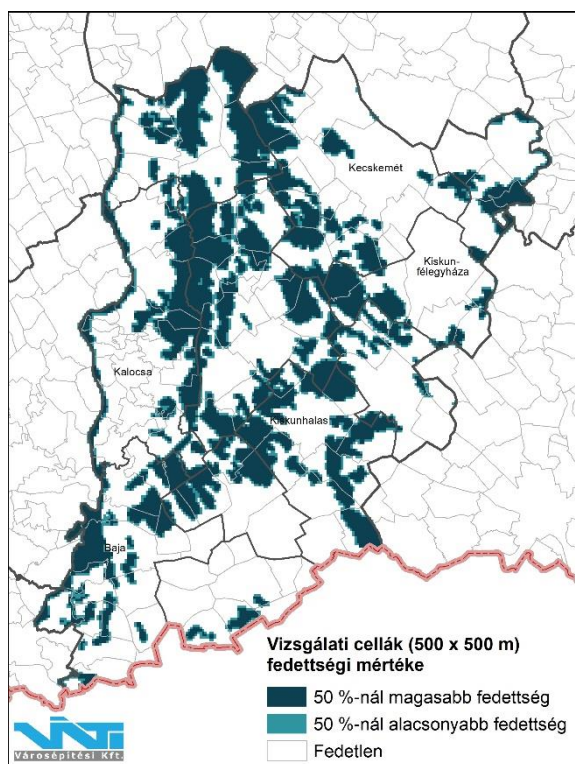 Kecskemét
Kiskun-
félegyháza
Kalocsa
Kiskunhalas
Baja
Vizsgálati cellák (500 x 500 m)
fedettségi mértéke
50 %-nál magasabb fedettség
50 %-nál alacsonyabb fedettség
Fedetlen
VÁTI
Városépítési Kft.